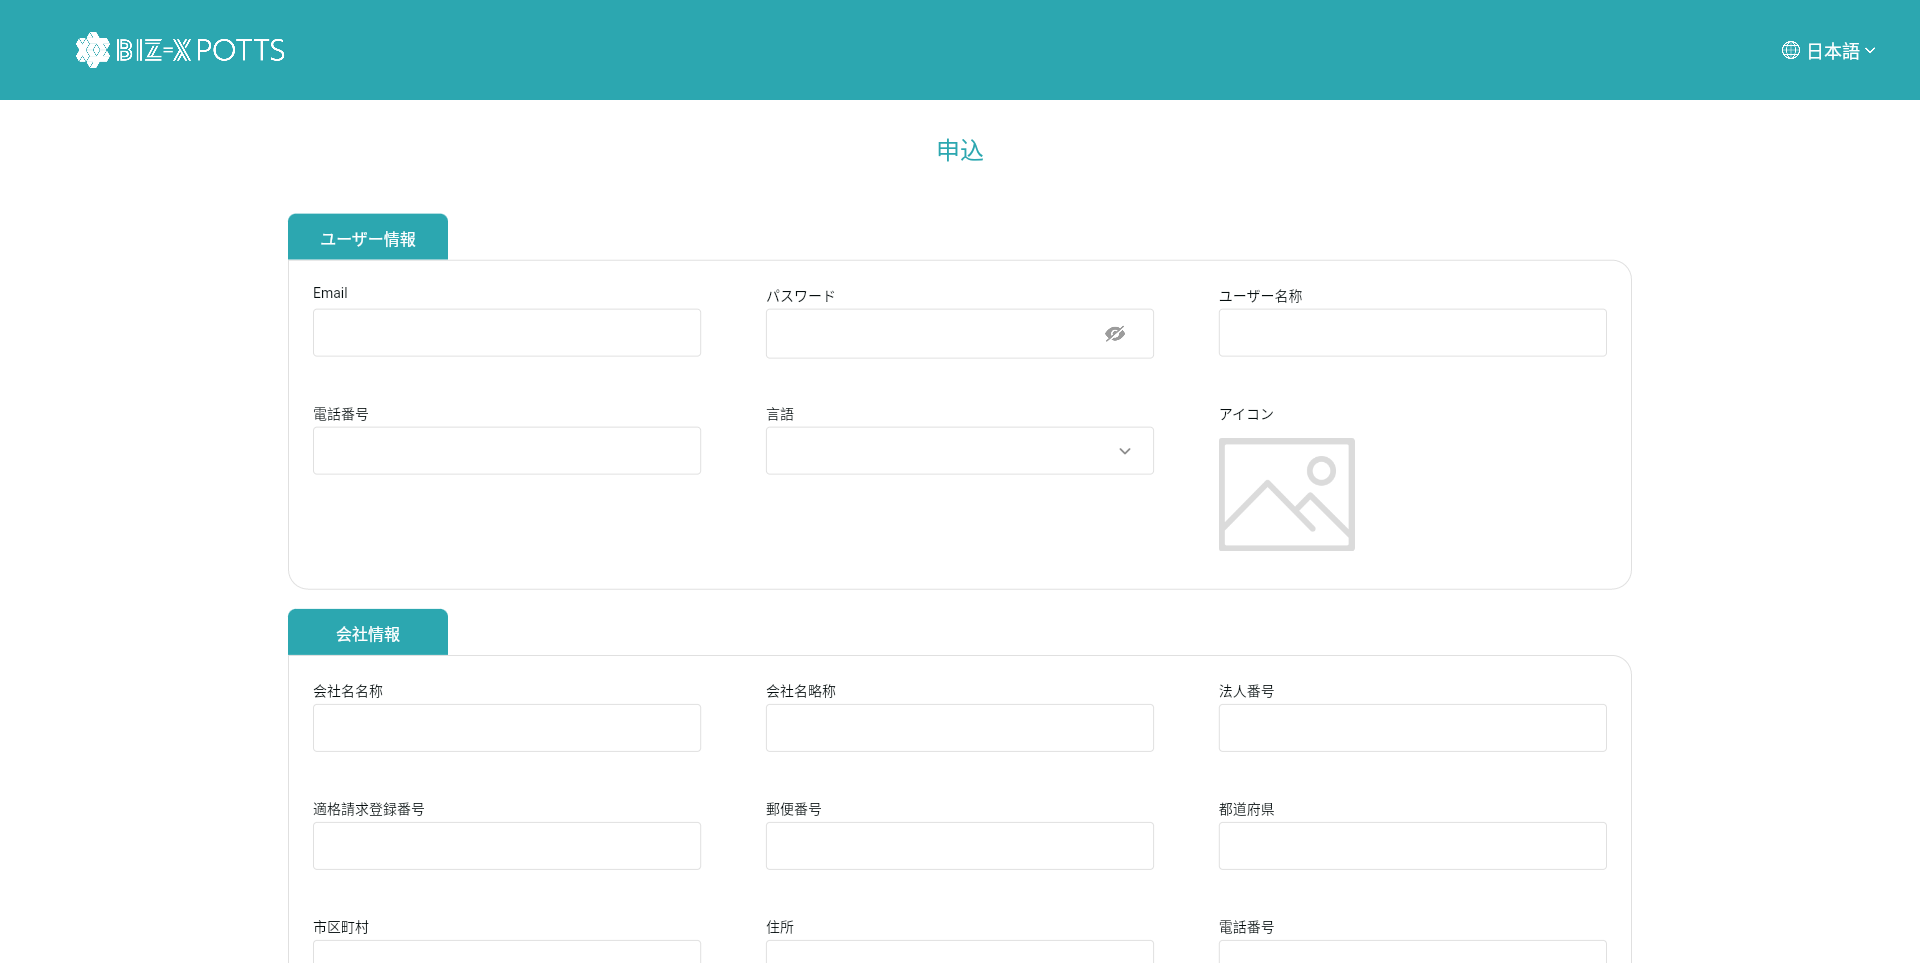 BIZ=X POTTS
日本語
申込
ユーザー情報
Email
パスワード
ユーザー名称
電話番号
言語
アイコン
会社情報
会社名名称
会社名略称
法人番号
適格請求登録番号
郵便番号
都道府県
市区町村
住所
電話番号